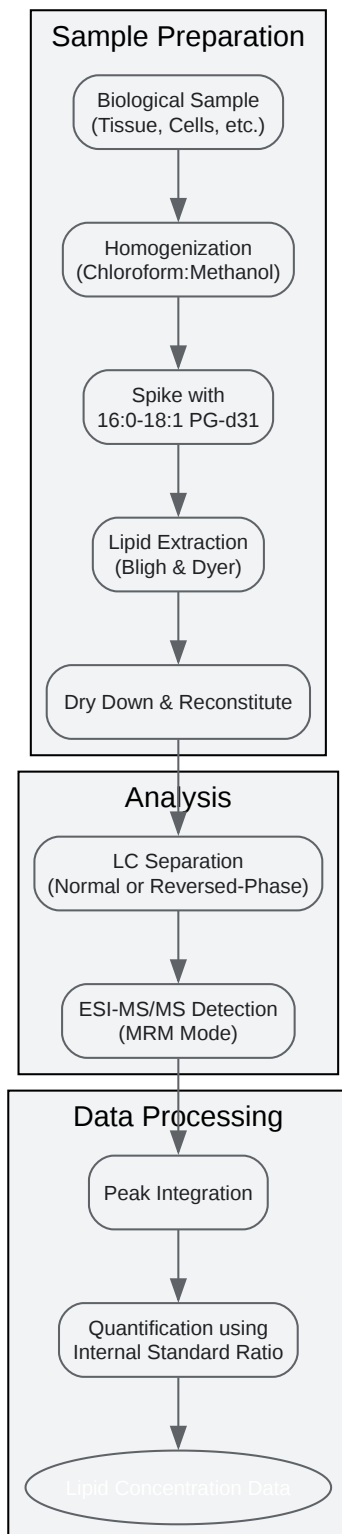 Sample Preparation
Biological Sample
(Tissue, Cells, etc.)
Homogenization
(Chloroform:Methanol)
Spike with
16:0-18:1 PG-d31
Lipid Extraction
(Bligh & Dyer)
Dry Down & Reconstitute
Analysis
LC Separation
(Normal or Reversed-Phase)
ESI-MS/MS Detection
(MRM Mode)
Data Processing
Peak Integration
Quantification using
Internal Standard Ratio
Lipid Concentration Data